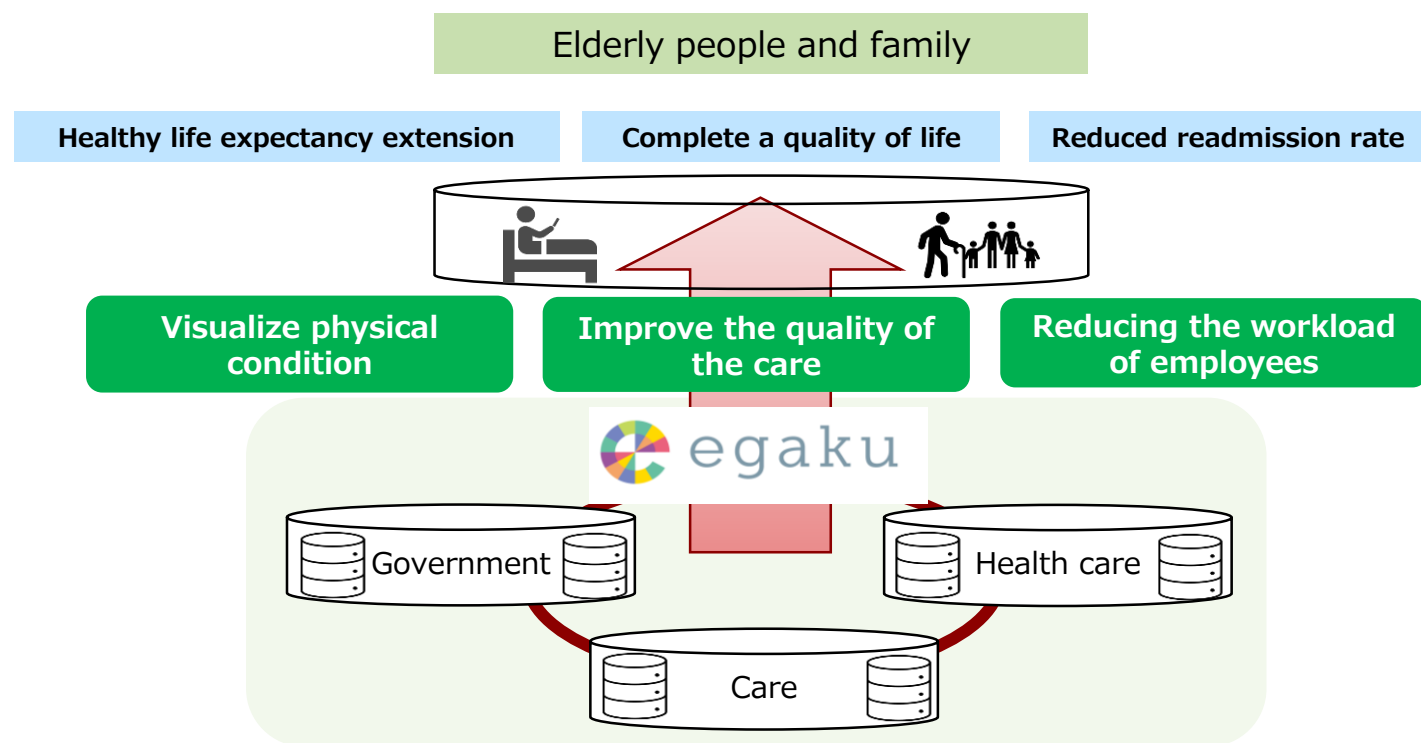 Elderly people and family
Healthy life expectancy extension
Complete a quality of life
Reduced readmission rate
Visualize physical
condition
Improve the quality of
the care
Reducing the workload
of employees
egaku
Government
Health care
Care